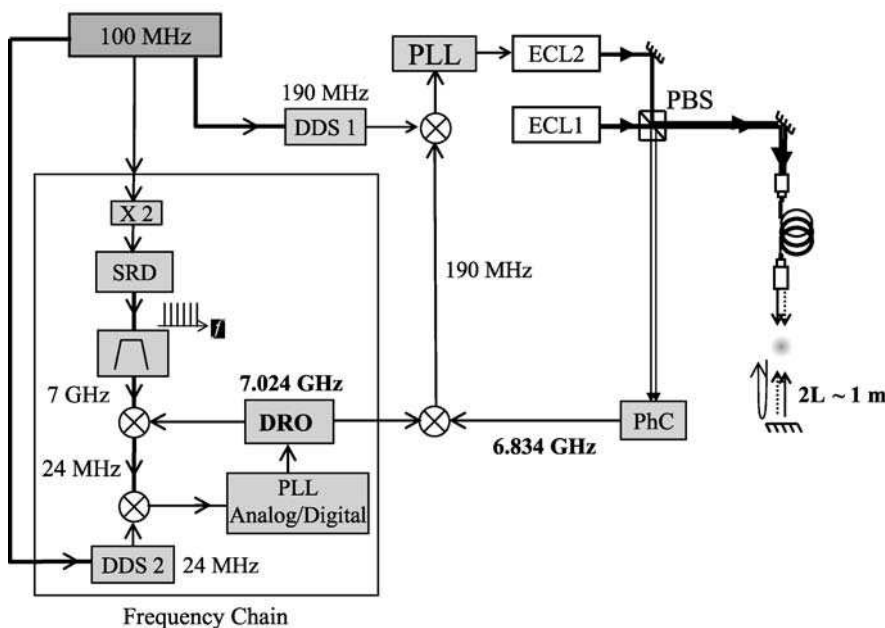 100 MHz
PLL
ECL2
190 MHz
DDS 1
PBS
ECL1
X 2
SRD
190 MHz
f
7 GHz
7.024 GHz
2L ~ 1 m
DRO
PhC
6.834 GHz
24 MHz
PLL
Analog/Digital
DDS 2
24 MHz
Frequency Chain